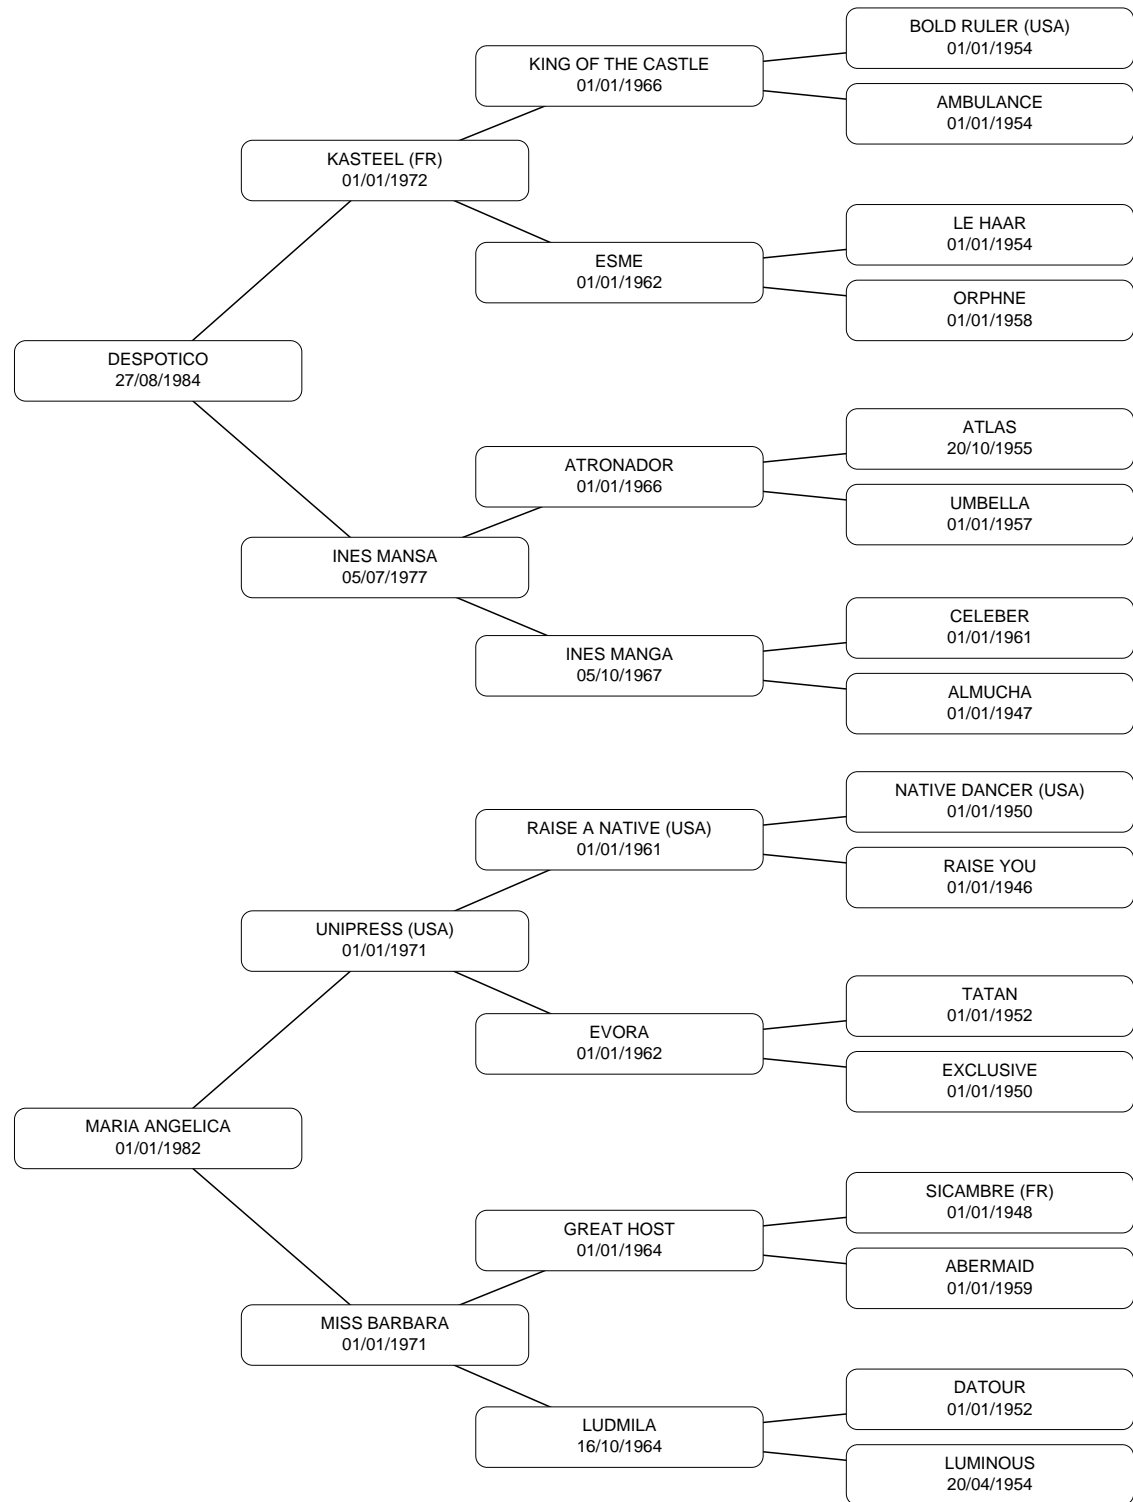 BOLD RULER (USA)
01/01/1954
KING OF THE CASTLE
01/01/1966
AMBULANCE
01/01/1954
KASTEEL (FR)
01/01/1972
LE HAAR
01/01/1954
ESME
01/01/1962
ORPHNE
01/01/1958
DESPOTICO
27/08/1984
ATLAS
20/10/1955
ATRONADOR
01/01/1966
UMBELLA
01/01/1957
INES MANSA
05/07/1977
CELEBER
01/01/1961
INES MANGA
05/10/1967
ALMUCHA
01/01/1947
NATIVE DANCER (USA)
01/01/1950
RAISE A NATIVE (USA)
01/01/1961
RAISE YOU
01/01/1946
UNIPRESS (USA)
01/01/1971
TATAN
01/01/1952
EVORA
01/01/1962
EXCLUSIVE
01/01/1950
MARIA ANGELICA
01/01/1982
SICAMBRE (FR)
01/01/1948
GREAT HOST
01/01/1964
ABERMAID
01/01/1959
MISS BARBARA
01/01/1971
DATOUR
01/01/1952
LUDMILA
16/10/1964
LUMINOUS
20/04/1954